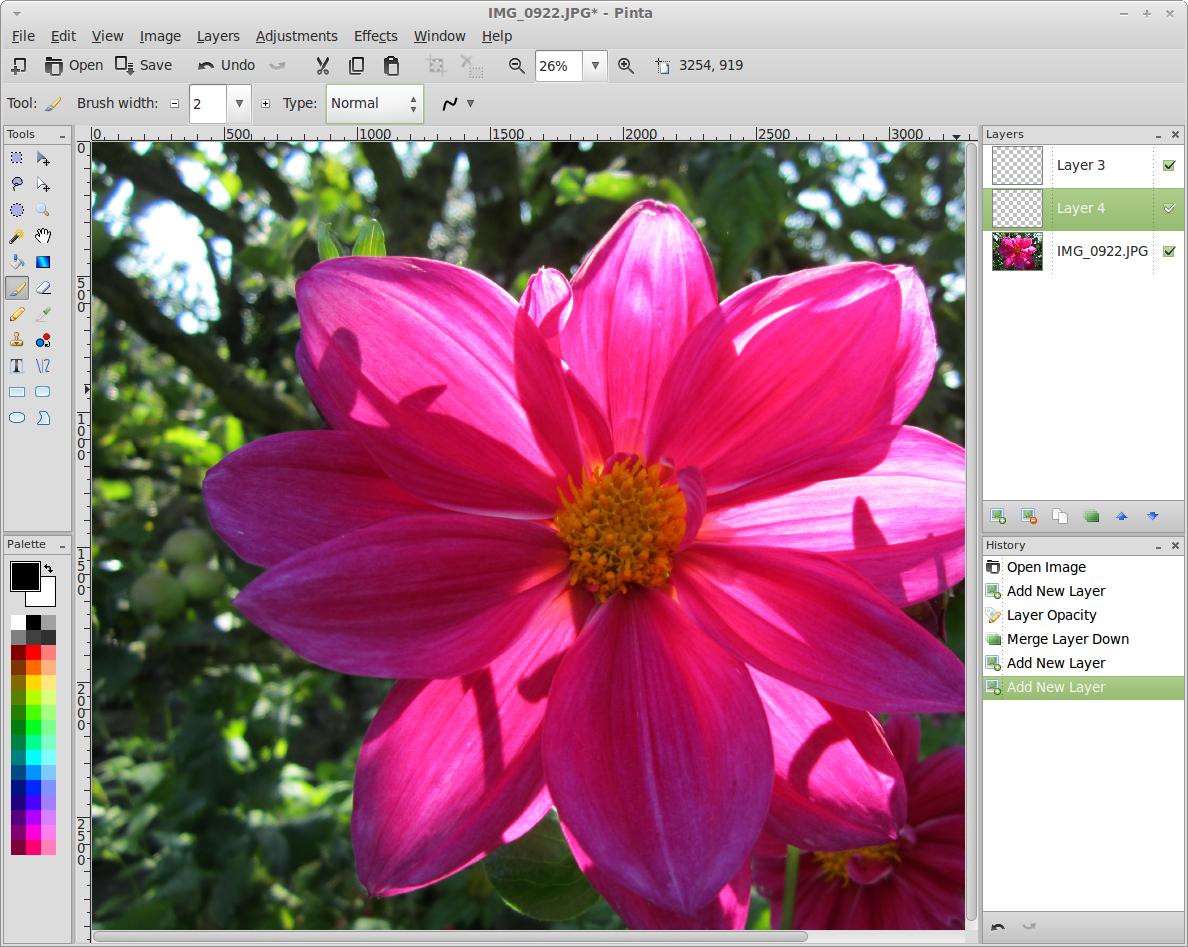 IMG_0922.JPG* - Pinta
File Edit View Image Layers Adjustments Effects Window Help
Open Save Undo 26% 3254, 919
Tool: Brush width: 2 Type: Normal
Tools
0 500 1000 1500 2000 2500 3000
0
500
1000
1500
2000
2500
Palette
Layers
Layer 3
Layer 4
IMG_0922.JPG
History
Open Image
Add New Layer
Layer Opacity
Merge Layer Down
Add New Layer
Add New Layer